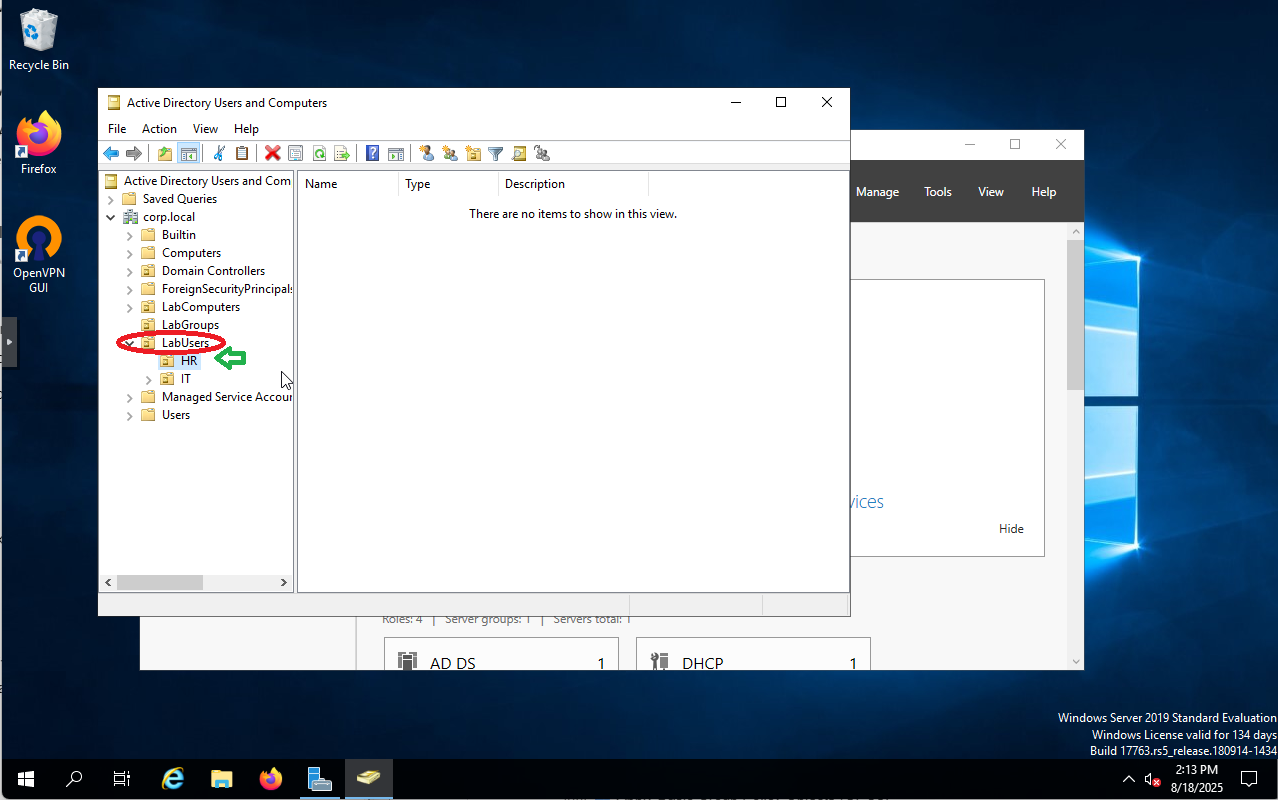 Recycle Bin
Firefox
OpenVPN
GUI
Active Directory Users and Computers
File Action View Help
Active Directory Users and Com
Saved Queries
corp.local
Builtin
Computers
Domain Controllers
ForeignSecurityPrincipals
LabComputers
LabGroups
LabUsers
HR
IT
Managed Service Accoun
Users
Name Type Description
There are no items to show in this view.
Manage Tools View Help
vices
Hide
Roles: 4 | Server groups: 1 | Servers total: 1
AD DS 1
DHCP 1
Windows Server 2019 Standard Evaluation
Windows License valid for 134 days
Build 17763.rs5_release.180914-1434
2:13 PM
8/18/2025